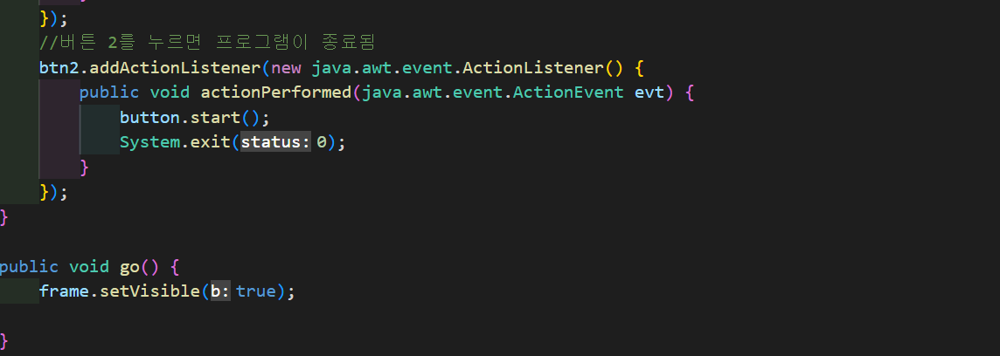 });
//버튼 2를 누르면 프로그램이 종료됨
btn2.addActionListener(new java.awt.event.ActionListener() {
public void actionPerformed(java.awt.event.ActionEvent evt) {
button.start();
System.exit(status: 0);
}
});
}
public void go() {
frame.setVisible(b: true);
}